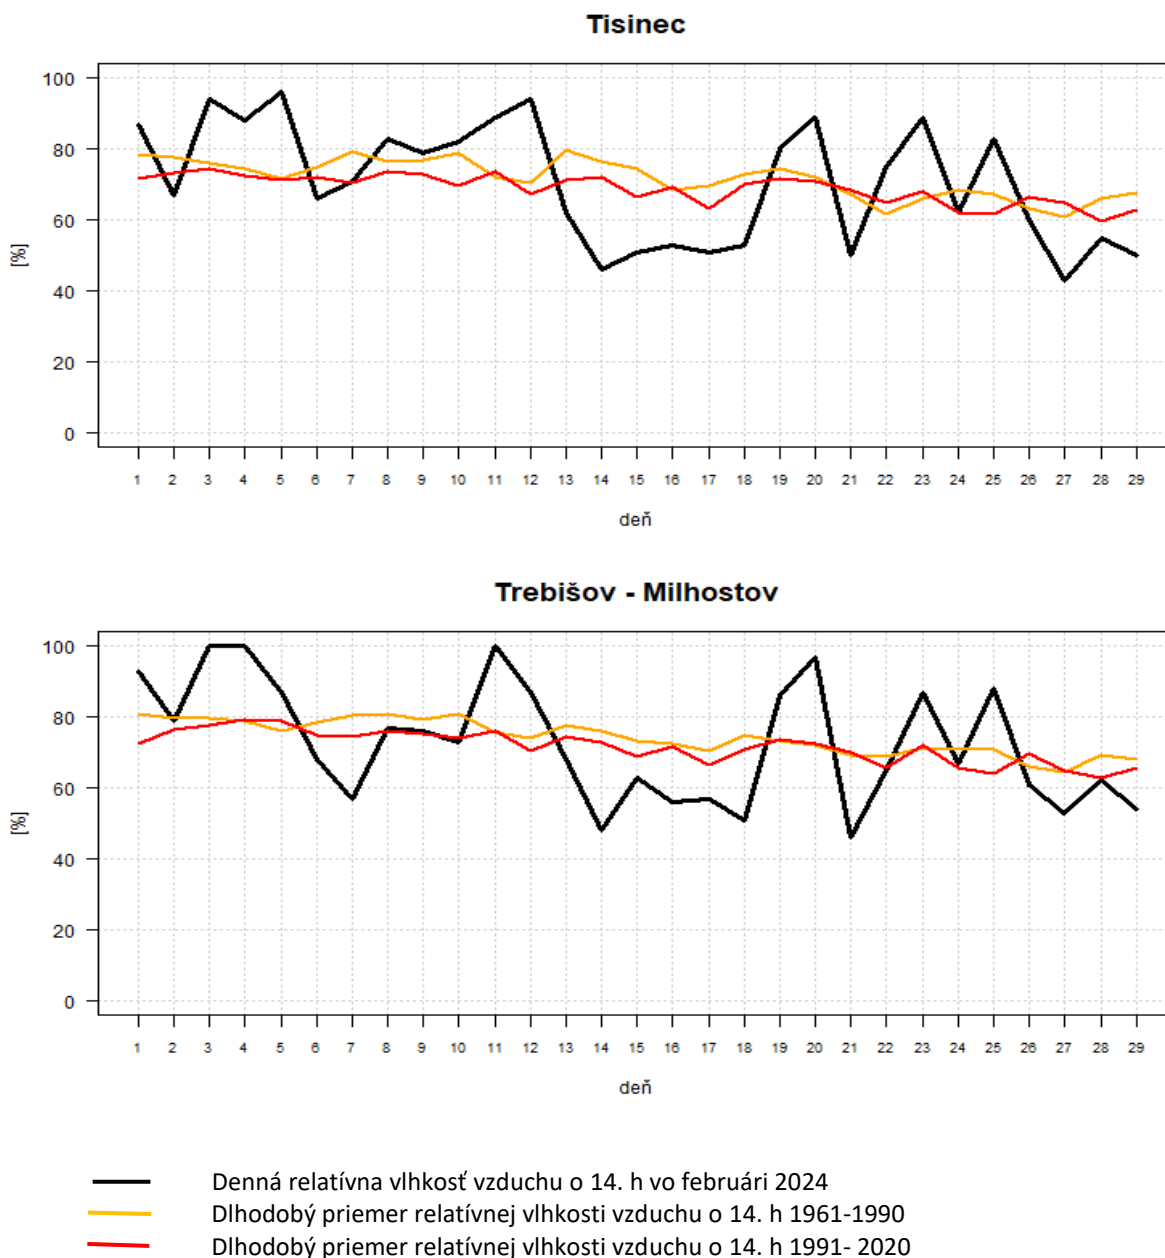 Tisinec
100
80
60
40
20
0
[%]
1 2 3 4 5 6 7 8 9 10 11 12 13 14 15 16 17 18 19 20 21 22 23 24 25 26 27 28 29
deň
Trebišov - Milhostov
100
80
60
40
20
0
[%]
1 2 3 4 5 6 7 8 9 10 11 12 13 14 15 16 17 18 19 20 21 22 23 24 25 26 27 28 29
deň
Denná relatívna vlhkosť vzduchu o 14. h vo februári 2024
Dlhodobý priemer relatívnej vlhkosti vzduchu o 14. h 1961-1990
Dlhodobý priemer relatívnej vlhkosti vzduchu o 14. h 1991- 2020